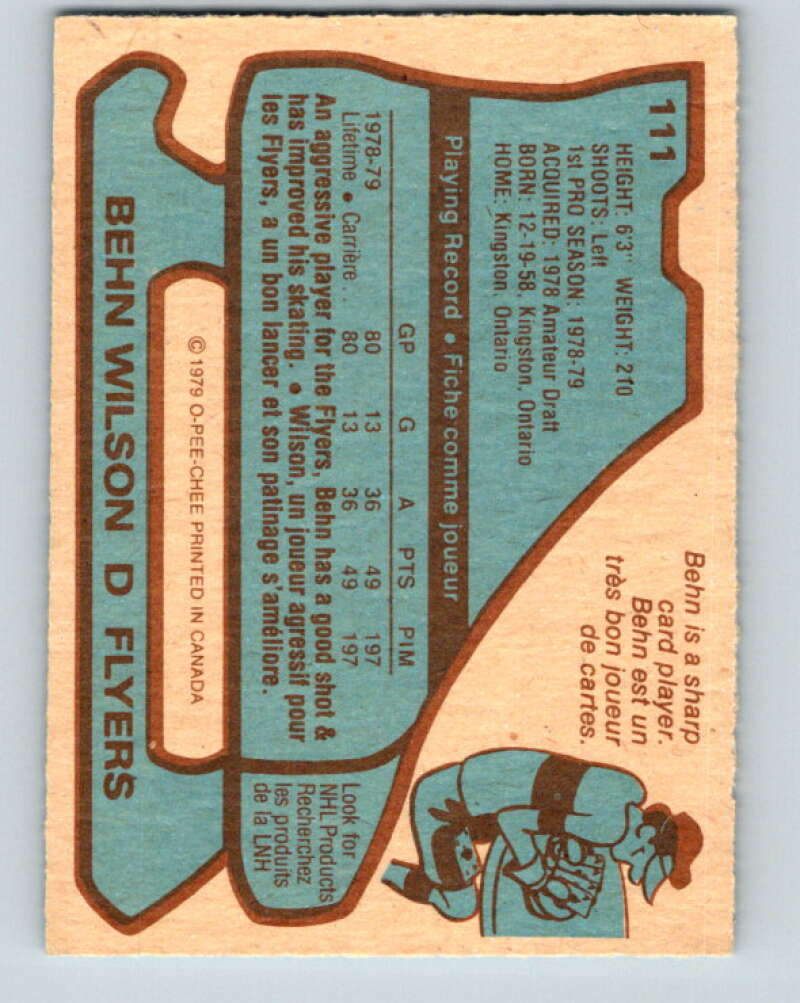 111
HEIGHT: 6'3" WEIGHT: 210
SHOOTS: Left
1st PRO SEASON: 1978-79
ACQUIRED: 1978 Amateur Draft
BORN: 12-19-58, Kingston, Ontario
HOME: Kingston, Ontario
Behn is a sharp
card player.
Behn est un
très bon joueur
de cartes.
Playing Record • Fiche comme joueur
GP G A PTS PIM
1978-79 80 13 36 49 197
Lifetime • Carrière . . 80 13 36 49 197
An aggressive player for the Flyers, Behn has a good shot &
has improved his skating. • Wilson, un joueur agressif pour
les Flyers, a un bon lancer et son patinage s'améliore.
Look for
NHL Products
Recherchez
les produits
de la LNH
© 1979 O-PEE-CHEE PRINTED IN CANADA
BEHN WILSON D FLYERS